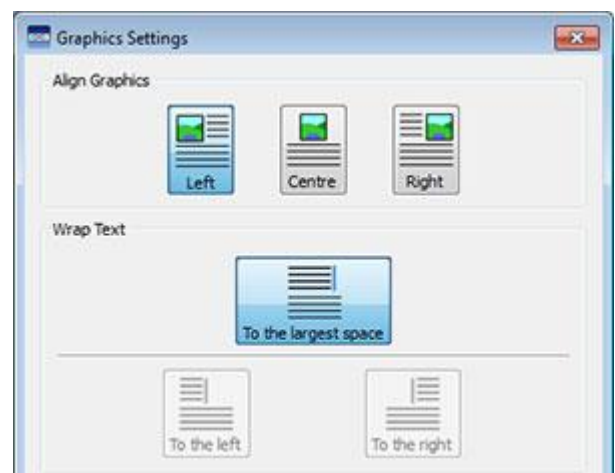 Graphics Settings
Align Graphics
Left Centre Right
Wrap Text
To the largest space
To the left To the right